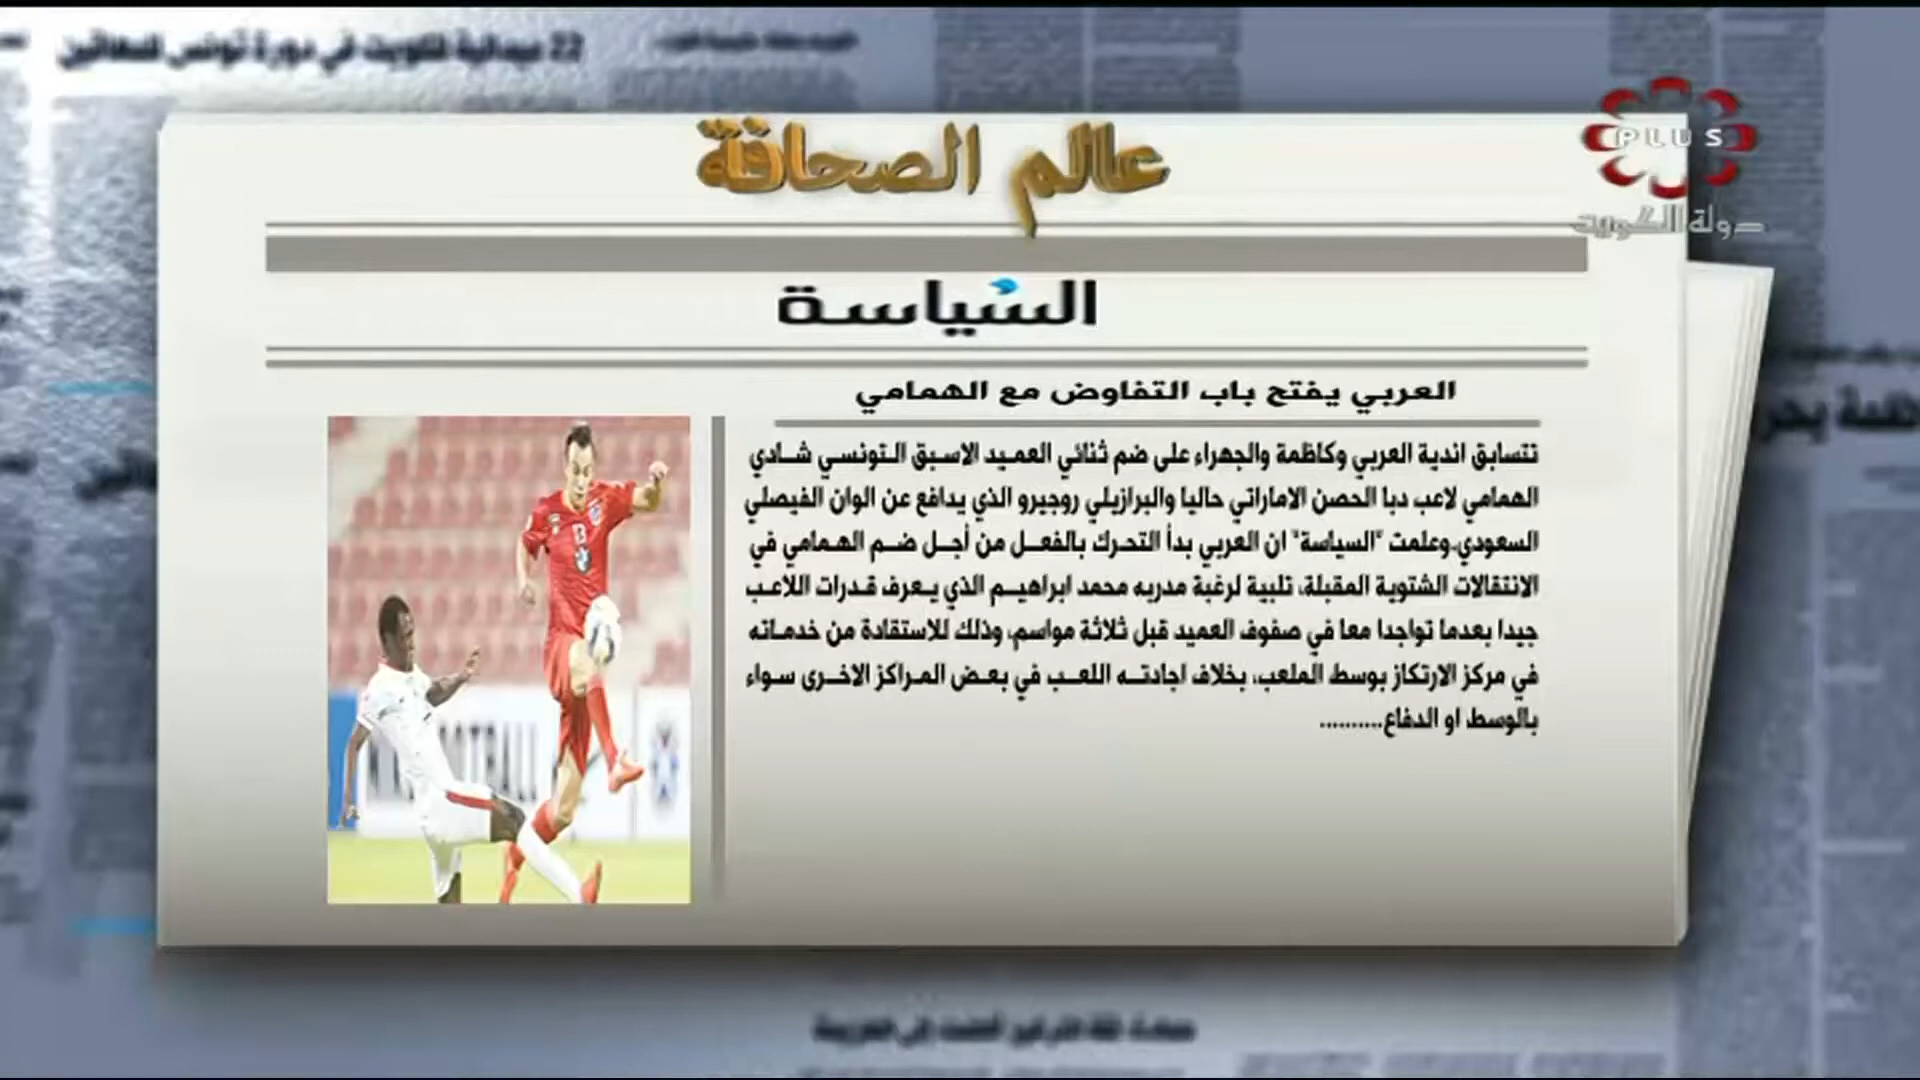 22 ميدالية للكويت في دورة تونس للمعاقين
عالم الصحافة
PLUS
دولة الكويت
السياسة
العربي يفتح باب التفاوض مع الهمامي
تتسابق اندية العربي وكاظمة والجهراء على ضم ثنائي العميد الاسبق التونسي شادي
الهمامي لاعب دبا الحصن الاماراتي حاليا والبرازيلي روجيرو الذي يدافع عن الوان الفيصلي
السعودي.وعلمت "السياسة" ان العربي بدأ التحرك بالفعل من أجل ضم الهمامي في
الانتقالات الشتوية المقبلة، تلبية لرغبة مدربه محمد ابراهيم الذي يعرف قدرات اللاعب
جيدا بعدما تواجدا معا في صفوف العميد قبل ثلاثة مواسم، وذلك للاستقادة من خدماته
في مركز الارتكاز بوسط الملعب، بخلاف اجادته اللعب في بعض المراكز الاخرى سواء
بالوسط او الدفاع..........